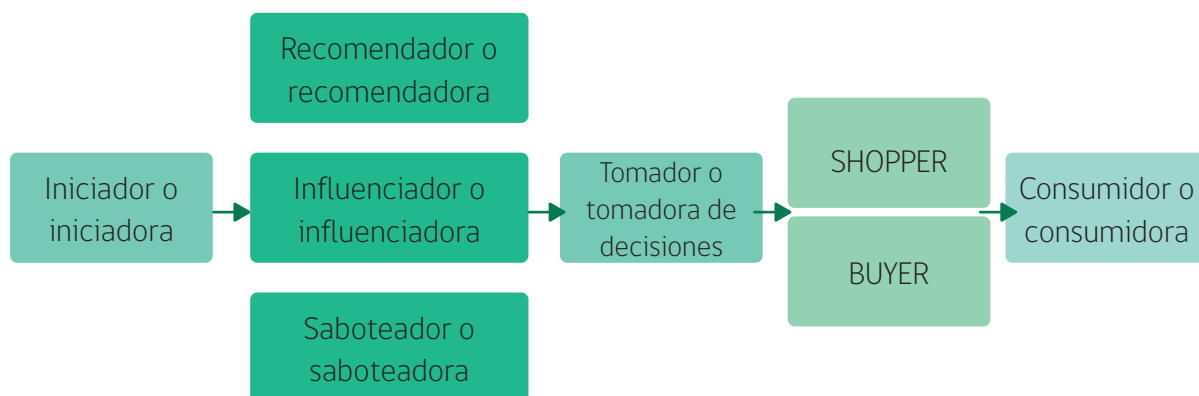 Recomendador o
recomendadora
Iniciador o
iniciadora
Influenciador o
influenciadora
Saboteador o
saboteadora
Tomador o
tomadora de
decisiones
SHOPPER
BUYER
Consumidor o
consumidora